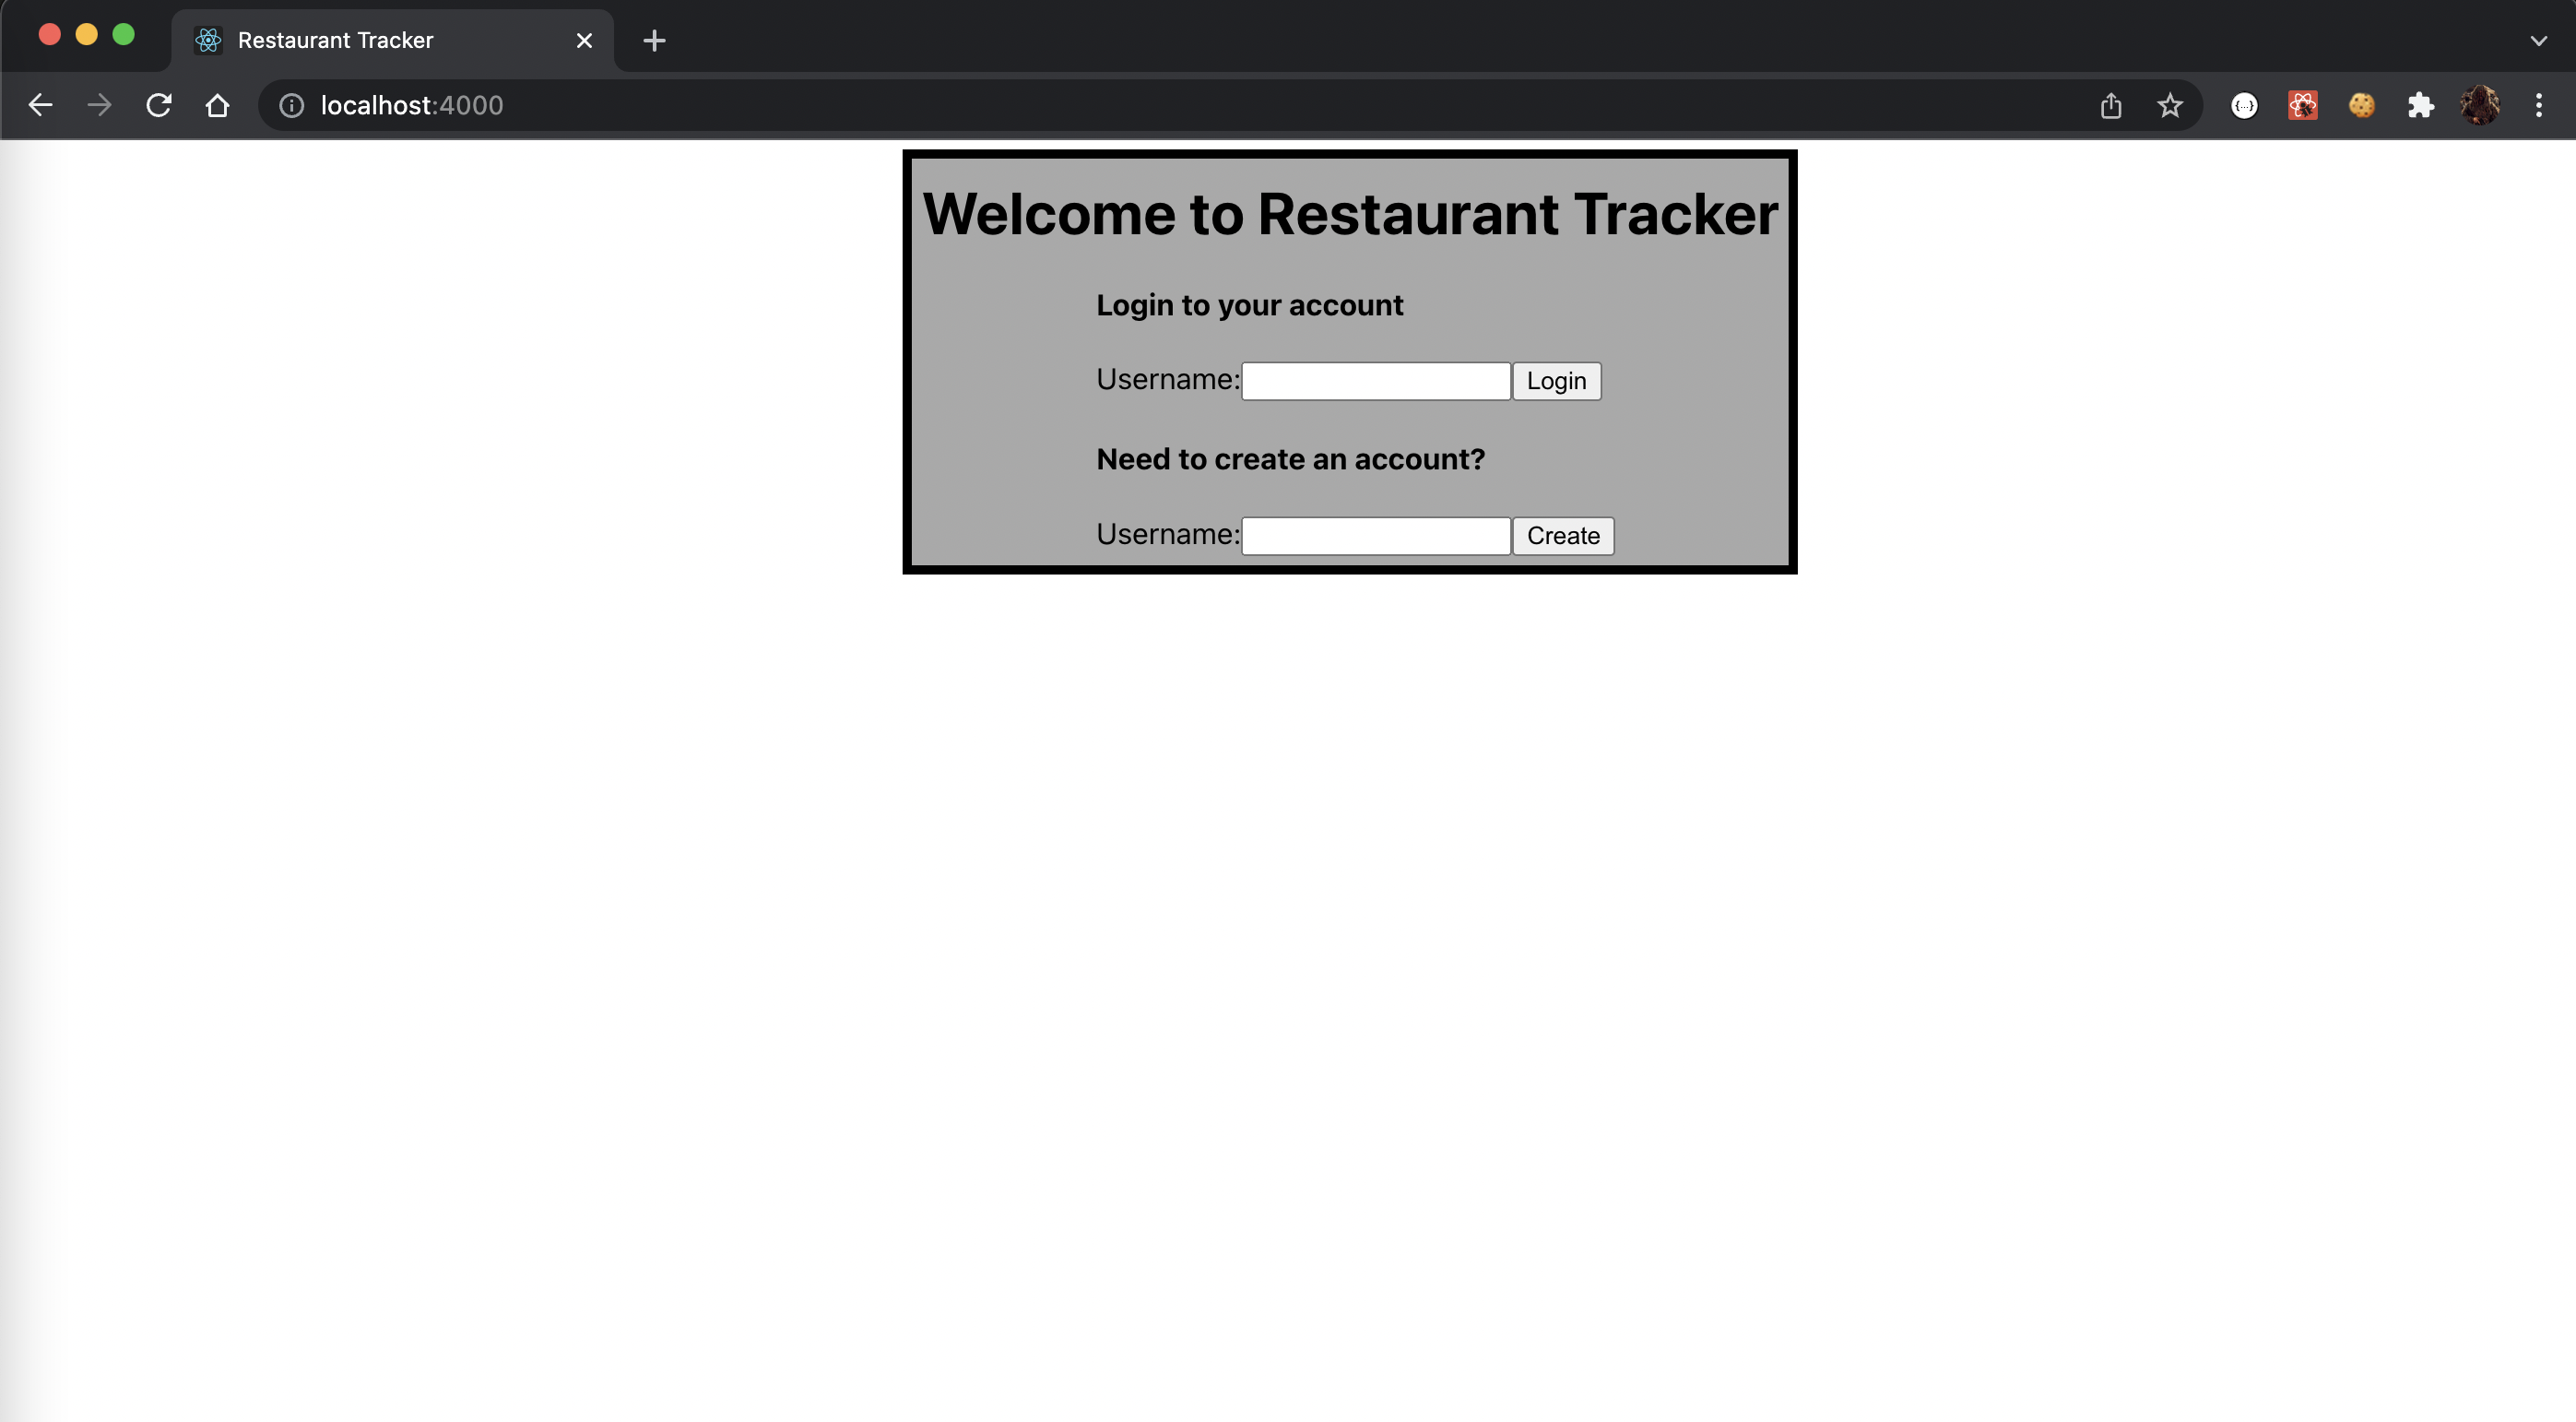 Restaurant Tracker
localhost:4000
{...}
Welcome to Restaurant Tracker
Login to your account
Username: Login
Need to create an account?
Username: Create